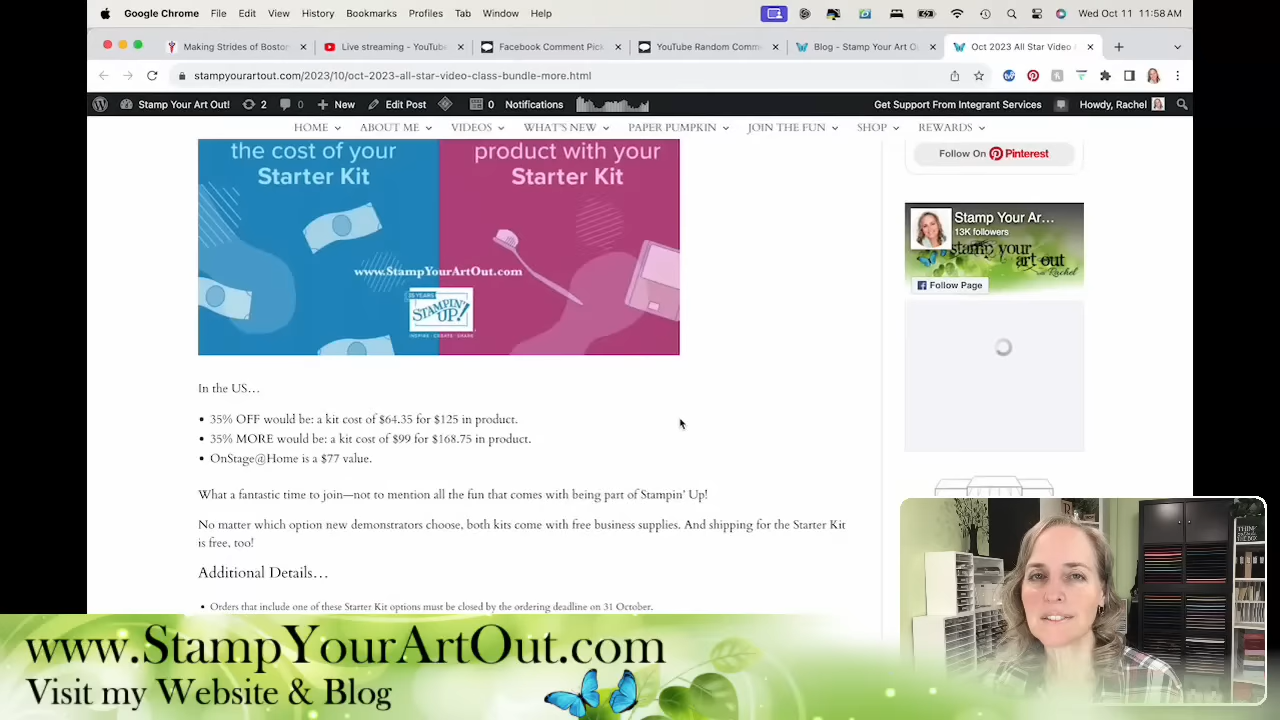 Google Chrome File Edit View History Bookmarks Profiles Tab Window Help Wed Oct 11 11:58 AM
Making Strides of Boston
Live streaming - YouTube
Facebook Comment Pick
YouTube Random Comme
Blog - Stamp Your Art O
Oct 2023 All Star Video
stampyourartout.com/2023/10/oct-2023-all-star-video-class-bundle-more.html
Stamp Your Art Out! 2 0 New Edit Post 0 Notifications Get Support From Integrant Services Howdy, Rachel
HOME ABOUT ME VIDEOS WHAT'S NEW PAPER PUMPKIN JOIN THE FUN SHOP REWARDS
the cost of your
Starter Kit
product with your
Starter Kit
www.StampYourArtOut.com
35 YEARS
STAMPIN' UP!
INSPIRE · CREATE · SHARE
Follow On Pinterest
Stamp Your Ar...
13K followers
stamp your
art out
with Rachel
Follow Page
In the US…
• 35% OFF would be: a kit cost of $64.35 for $125 in product.
• 35% MORE would be: a kit cost of $99 for $168.75 in product.
• OnStage@Home is a $77 value.
What a fantastic time to join—not to mention all the fun that comes with being part of Stampin' Up!
No matter which option new demonstrators choose, both kits come with free business supplies. And shipping for the Starter Kit
is free, too!
Additional Details…
• Orders that include one of these Starter Kit options must be closed by the ordering deadline on 31 October.
THINK
THE BOX
www.StampYourArtOut.com
Visit my Website & Blog